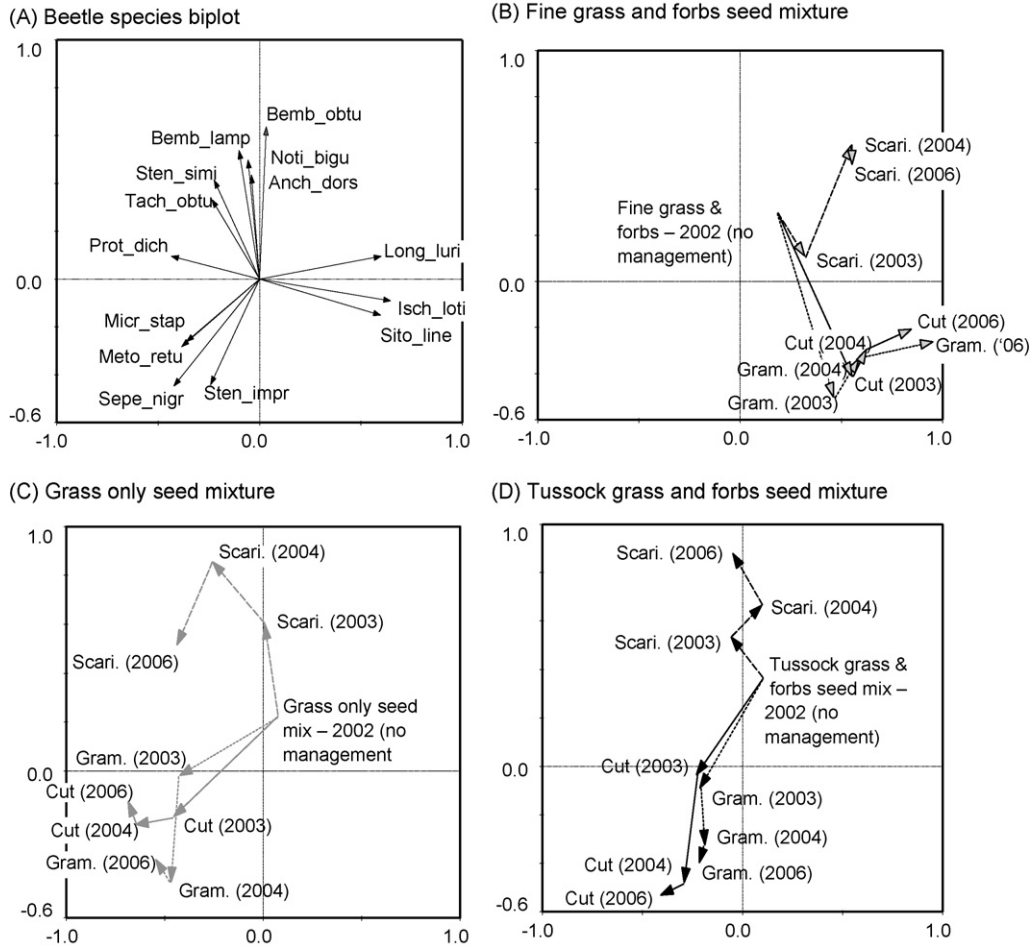 (A) Beetle species biplot
1.0
Bemb_obtu
Bemb_lamp
Noti_bigu
Sten_simi
Anch_dors
Tach_obtu
Prot_dich
Long_luri
0.0
Isch_loti
Micr_stap
Sito_line
Meto_retu
Sepe_nigr
Sten_impr
-0.6
-1.0 0.0 1.0
(B) Fine grass and forbs seed mixture
1.0
Scari. (2004)
Scari. (2006)
Fine grass &
forbs – 2002 (no
management)
Scari. (2003)
0.0
Cut (2006)
Cut (2004)
Gram. ('06)
Gram. (2004)
Cut (2003)
Gram. (2003)
-0.6
-1.0 0.0 1.0
(C) Grass only seed mixture
1.0
Scari. (2004)
Scari. (2003)
Scari. (2006)
Grass only seed
mix – 2002 (no
management
Gram. (2003)
0.0
Cut (2006)
Cut (2004)
Cut (2003)
Gram. (2006)
Gram. (2004)
-0.6
-1.0 0.0 1.0
(D) Tussock grass and forbs seed mixture
1.0
Scari. (2006)
Scari. (2004)
Scari. (2003)
Tussock grass &
forbs seed mix –
2002 (no
management)
0.0
Cut (2003)
Gram. (2003)
Gram. (2004)
Cut (2004)
Gram. (2006)
Cut (2006)
-0.6
-1.0 0.0 1.0